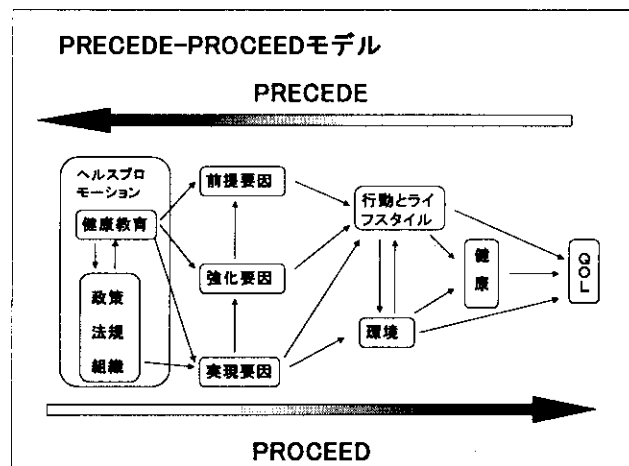 PRECEDE-PROCEEDモデル
PRECEDE
ヘルスプロ
モーション
健康教育
政策
法規
組織
前提要因
強化要因
実現要因
行動とライ
フスタイル
環境
健
康
QOL
PROCEED